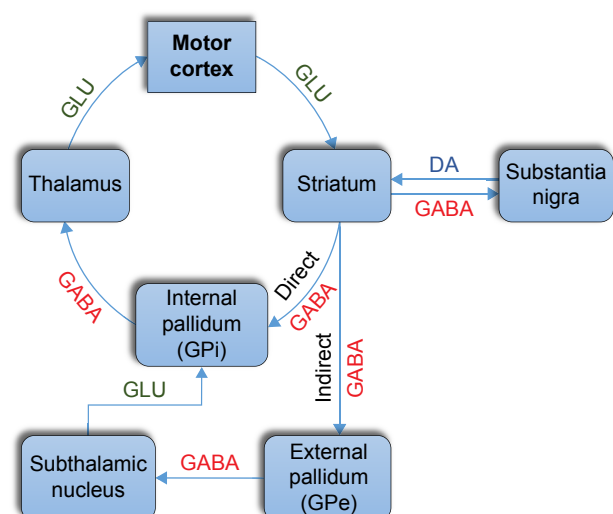 Motor
cortex
GLU
GLU
Thalamus
Striatum
DA
GABA
Substantia
nigra
GABA
Internal
pallidum
(GPi)
Direct
GABA
Indirect
GABA
GLU
Subthalamic
nucleus
GABA
External
pallidum
(GPe)